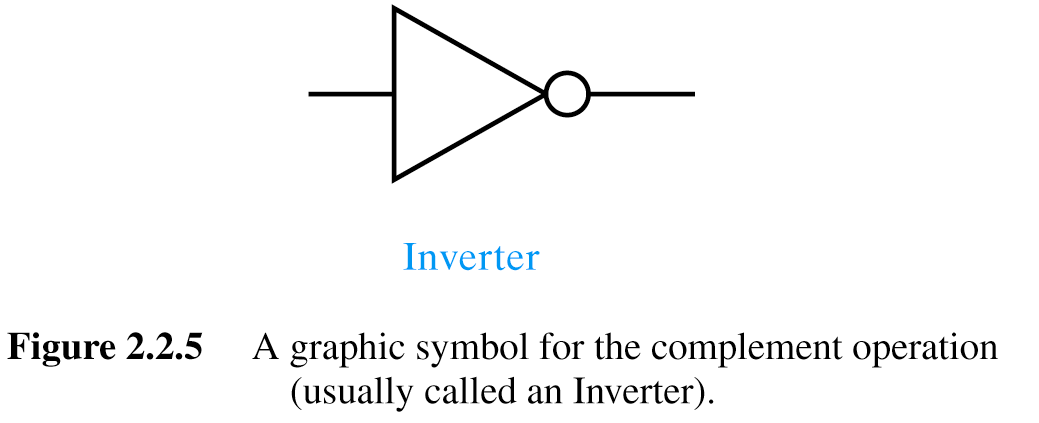 Inverter
Figure 2.2.5 A graphic symbol for the complement operation
(usually called an Inverter).